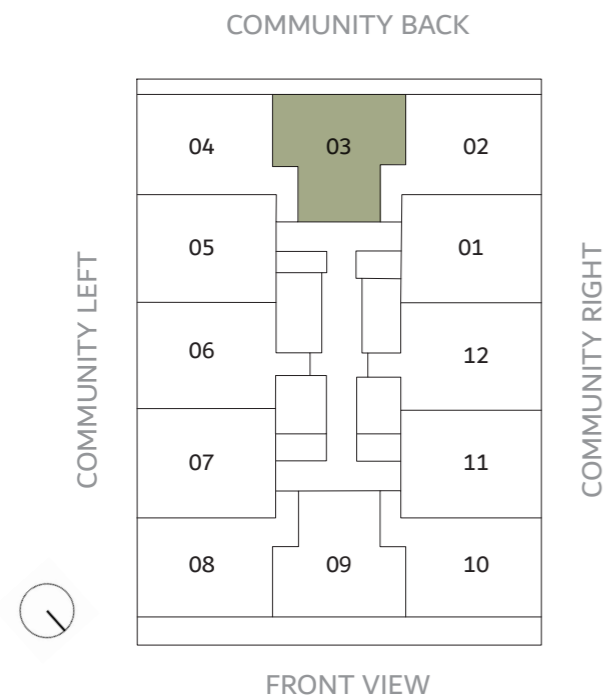 COMMUNITY BACK
04 03 02
05 01
COMMUNITY LEFT
COMMUNITY RIGHT
06 12
07 11
08 09 10
FRONT VIEW